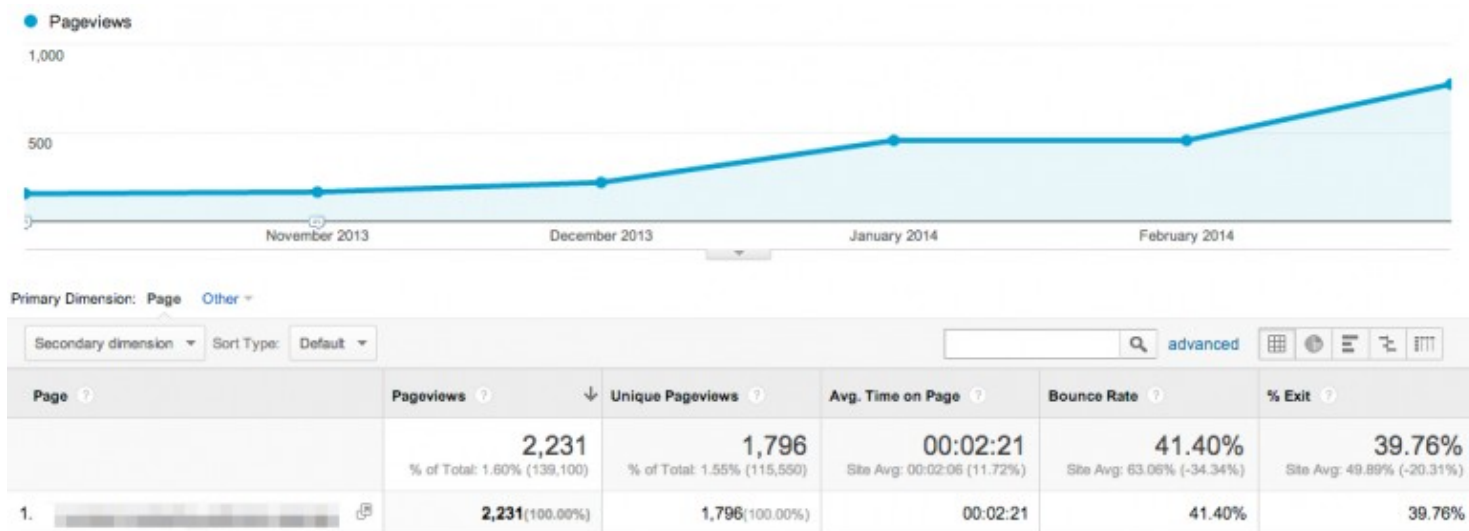 Pageviews
1,000
500
November 2013 December 2013 January 2014 February 2014
Primary Dimension: Page Other
Secondary dimension Sort Type: Default advanced
Page ? Pageviews ? Unique Pageviews ? Avg. Time on Page ? Bounce Rate ? % Exit ?
2,231 1,796 00:02:21 41.40% 39.76%
% of Total: 1.60% (139,100) % of Total: 1.55% (115,550) Site Avg: 00:02:06 (11.72%) Site Avg: 63.06% (-34.34%) Site Avg: 49.89% (-20.31%)
1. 2,231(100.00%) 1,796(100.00%) 00:02:21 41.40% 39.76%